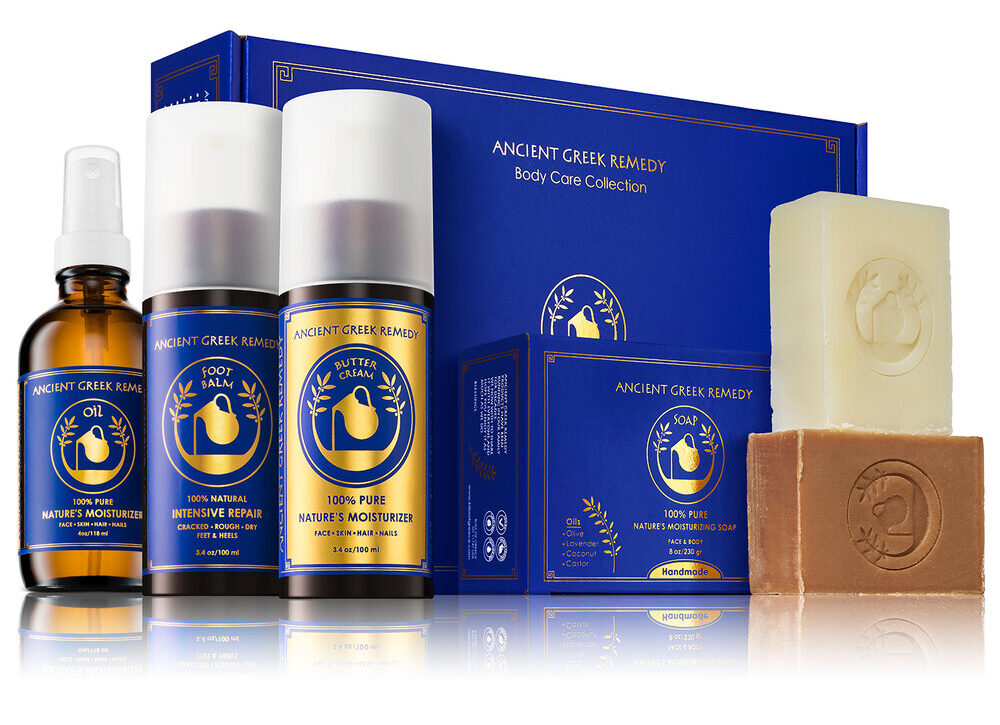 ANCIENT GREEK REMEDY
Body Care Collection
ANCIENT GREEK REME
Oil
100% PURE
NATURE'S MOISTURIZER
FACE • SKIN • HAIR • NAILS
4oz/118 ml
ANCIENT GREEK REMEDY
FOOT
BALM
100% NATURAL
INTENSIVE REPAIR
CRACKED • ROUGH • DRY
FEET & HEELS
3.4 oz/100 ml
ANCIENT GREEK REMEDY
ANCIENT GREEK REMEDY
BUTTER
CREAM
100% PURE
NATURE'S MOISTURIZER
FACE • SKIN • HAIR • NAILS
3.4 oz/100 ml
ANCIENT GREEK REMEDY
SOAP
100% PURE
NATURE'S MOISTURIZING SOAP
FACE & BODY
8 oz/230 gr
Handmade
Oils
• Olive
• Lavender
• Coconut
• Castor